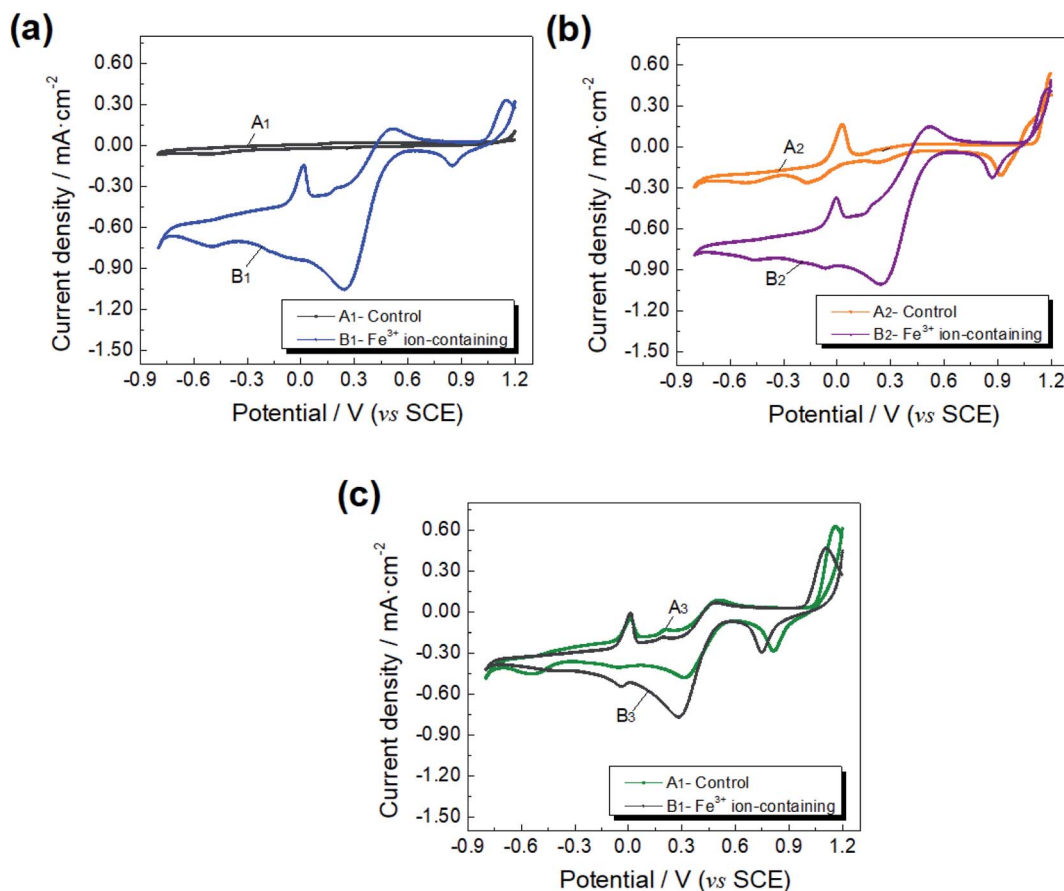 (a)
0.60
0.30
0.00
-0.30
-0.60
-0.90
-1.20
-1.50
Current density / mA·cm⁻²
A1
B1
A1- Control
B1- Fe³⁺ ion-containing
-0.9 -0.6 -0.3 0.0 0.3 0.6 0.9 1.2
Potential / V (vs SCE)
(b)
0.60
0.30
0.00
-0.30
-0.60
-0.90
-1.20
-1.50
Current density / mA·cm⁻²
A2
B2
A2- Control
B2- Fe³⁺ ion-containing
-0.9 -0.6 -0.3 0.0 0.3 0.6 0.9 1.2
Potential / V (vs SCE)
(c)
0.60
0.30
0.00
-0.30
-0.60
-0.90
-1.20
-1.50
Current density / mA·cm⁻²
A3
B3
A1- Control
B1- Fe³⁺ ion-containing
-0.9 -0.6 -0.3 0.0 0.3 0.6 0.9 1.2
Potential / V (vs SCE)